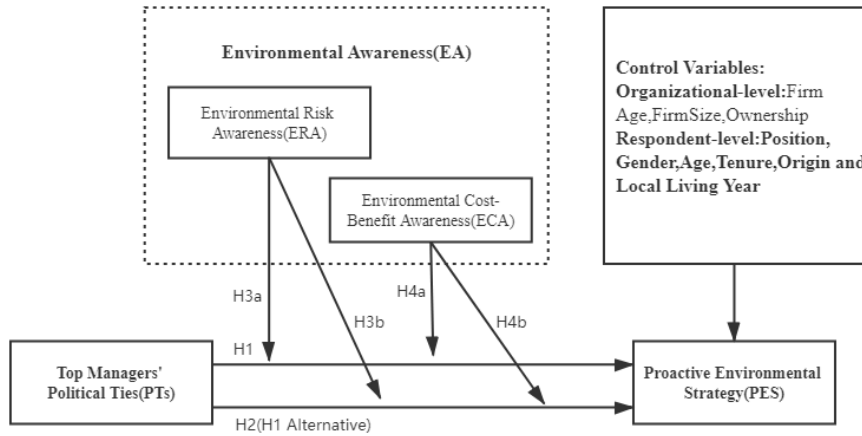 Environmental Awareness(EA)
Environmental Risk
Awareness(ERA)
Environmental Cost-
Benefit Awareness(ECA)
Control Variables:
Organizational-level:Firm
Age,FirmSize,Ownership
Respondent-level:Position,
Gender,Age,Tenure,Origin and
Local Living Year
H3a
H3b
H4a
H4b
H1
Top Managers'
Political Ties(PTs)
Proactive Environmental
Strategy(PES)
H2(H1 Alternative)